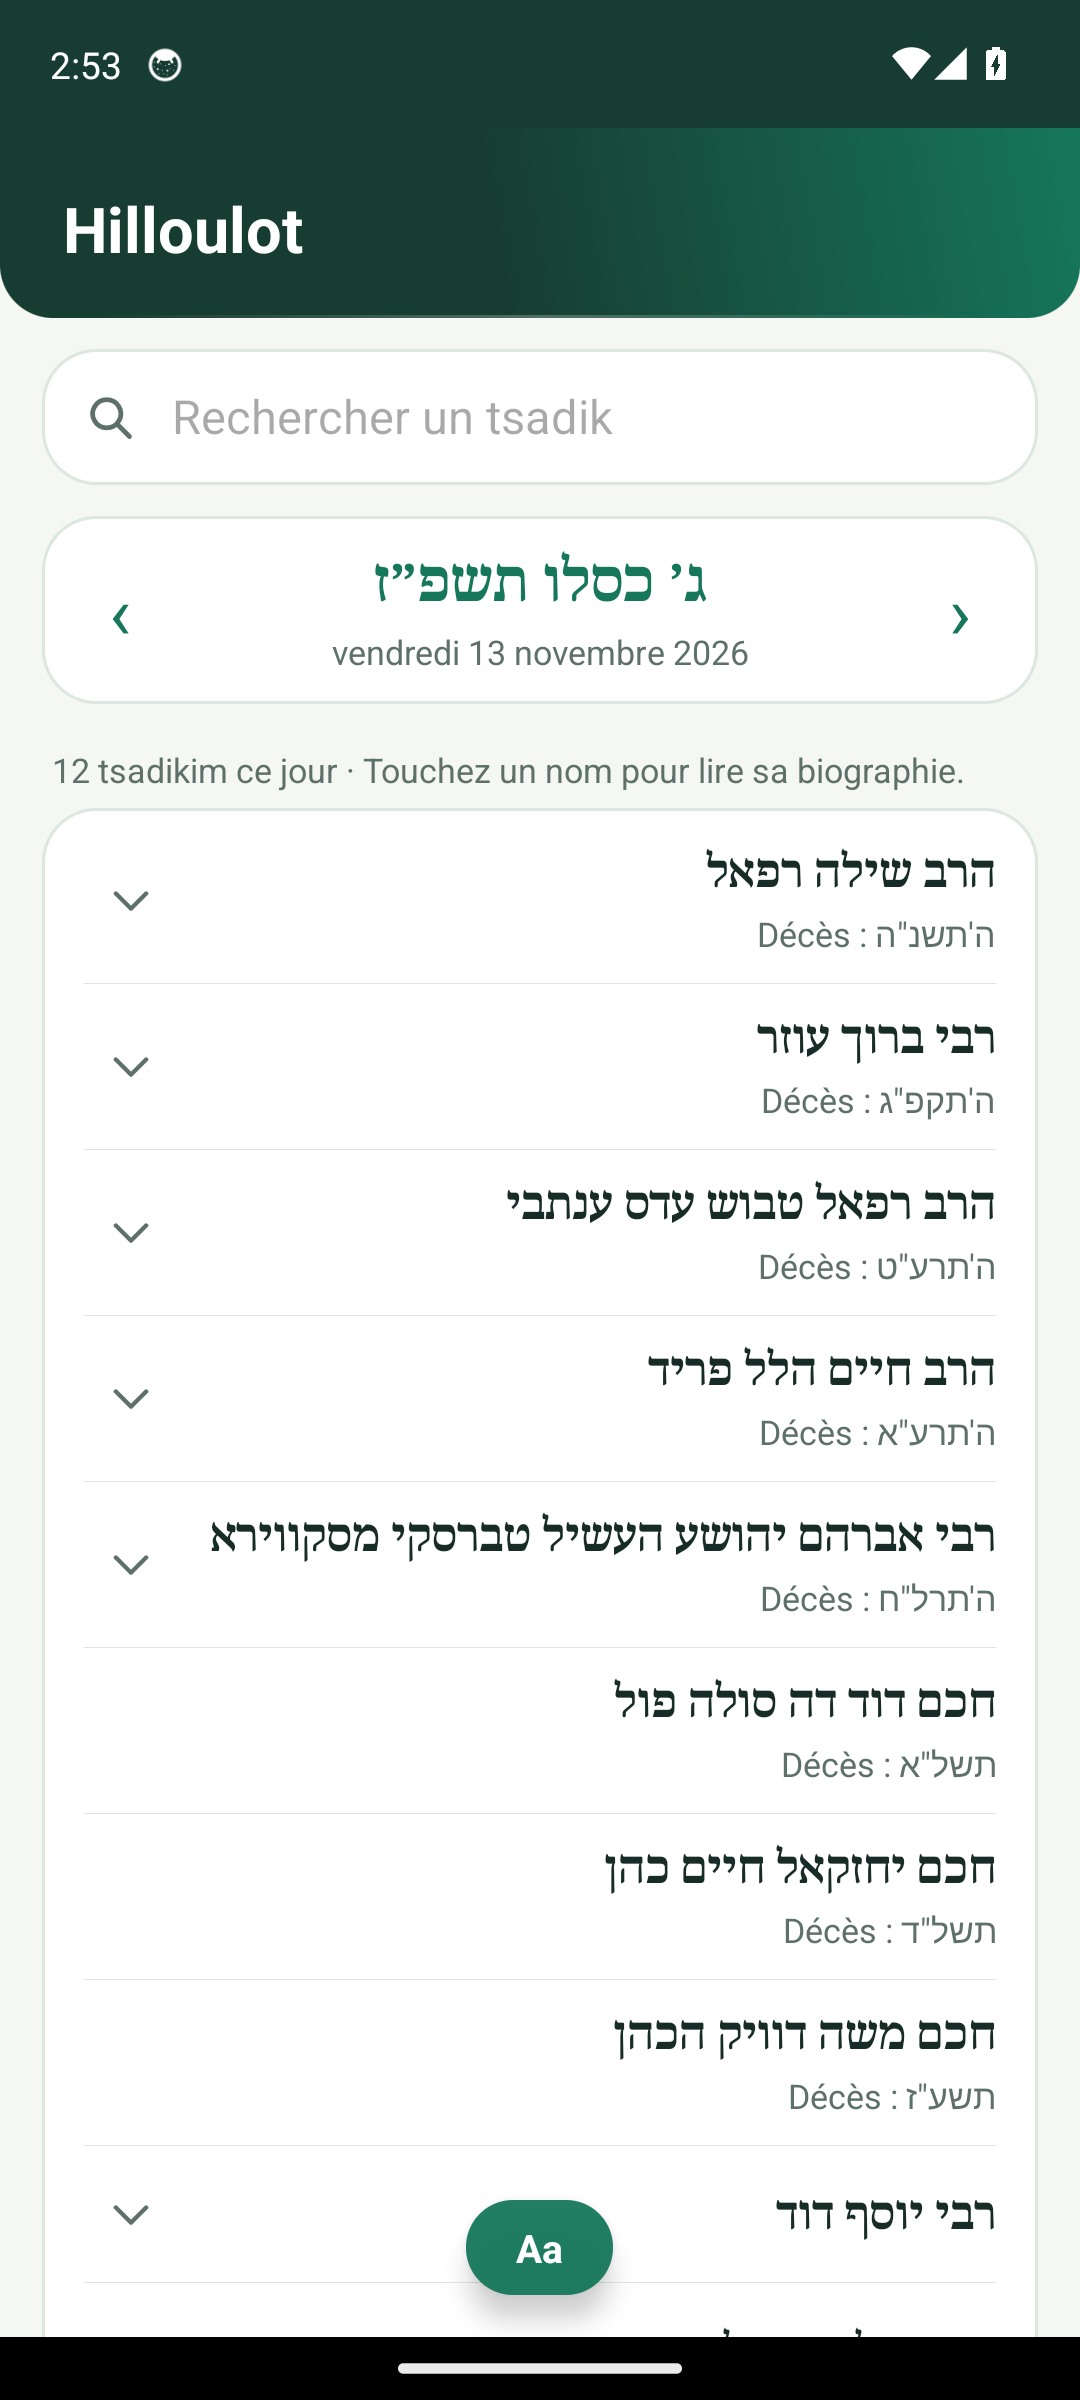 2:53
Hilloulot
Rechercher un tsadik
ג׳ כסלו תשפ״ז
vendredi 13 novembre 2026
12 tsadikim ce jour · Touchez un nom pour lire sa biographie.
הרב שילה רפאל
Décès : ה'תשנ"ה
רבי ברוך עוזר
Décès : ה'תקפ"ג
הרב רפאל טבוש עדס ענתבי
Décès : ה'תרע"ט
הרב חיים הלל פריד
Décès : ה'תרע"א
רבי אברהם יהושע העשיל טברסקי מסקווירא
Décès : ה'תרל"ח
חכם דוד דה סולה פול
Décès : תשל"א
חכם יחזקאל חיים כהן
Décès : תשל"ד
חכם משה דוויק הכהן
Décès : תשע"ז
רבי יוסף דוד
Aa